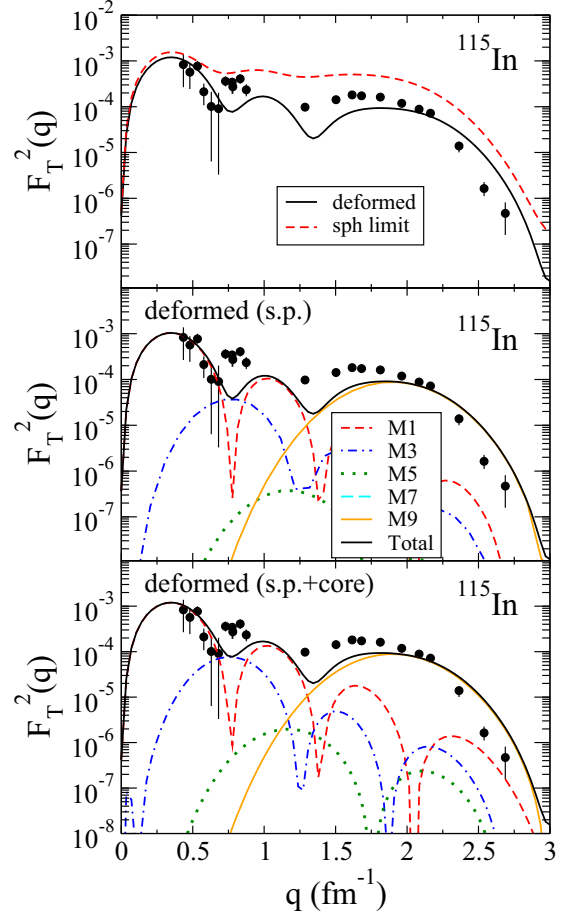 10^-2
10^-3
10^-4
10^-5
10^-6
10^-7
F_T^2(q)
^115In
deformed
sph limit
deformed (s.p.)
^115In
10^-3
10^-4
10^-5
10^-6
10^-7
F_T^2(q)
M1
M3
M5
M7
M9
Total
deformed (s.p.+core)
^115In
10^-3
10^-4
10^-5
10^-6
10^-7
10^-8
F_T^2(q)
0 0.5 1 1.5 2 2.5 3
q (fm^-1)